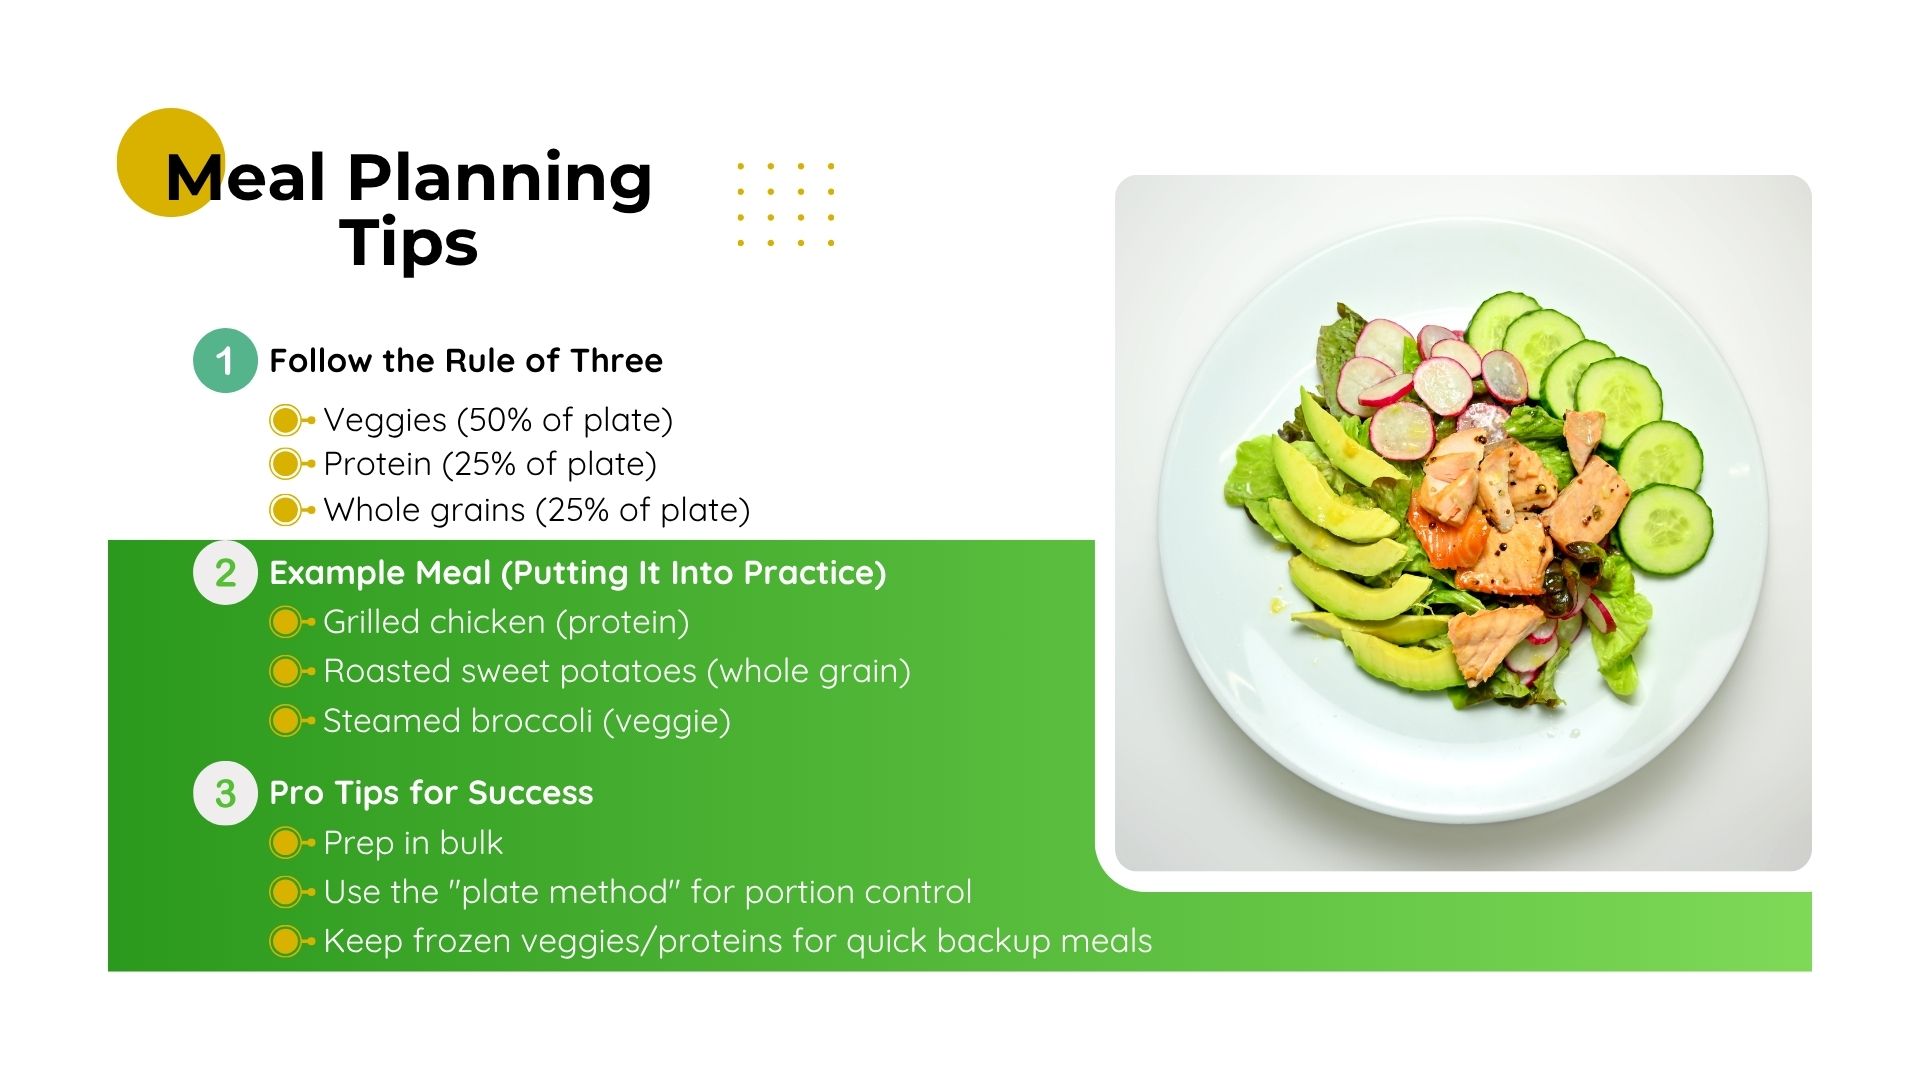 Meal Planning
Tips
1 Follow the Rule of Three
Veggies (50% of plate)
Protein (25% of plate)
Whole grains (25% of plate)
2 Example Meal (Putting It Into Practice)
Grilled chicken (protein)
Roasted sweet potatoes (whole grain)
Steamed broccoli (veggie)
3 Pro Tips for Success
Prep in bulk
Use the "plate method" for portion control
Keep frozen veggies/proteins for quick backup meals